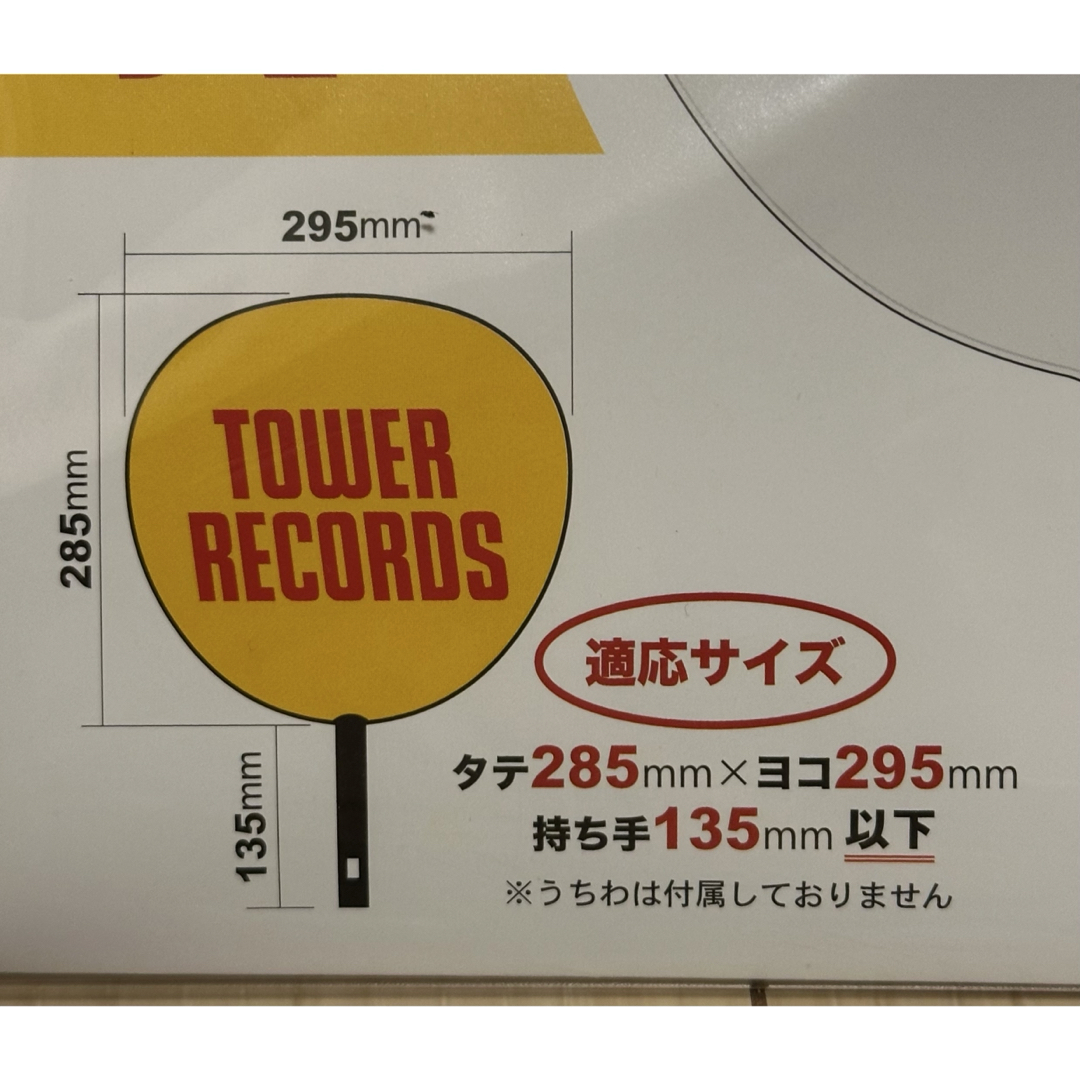 295mm
285mm
TOWER
RECORDS
135mm
適応サイズ
タテ285mm×ヨコ295mm
持ち手135mm以下
※うちわは付属しておりません